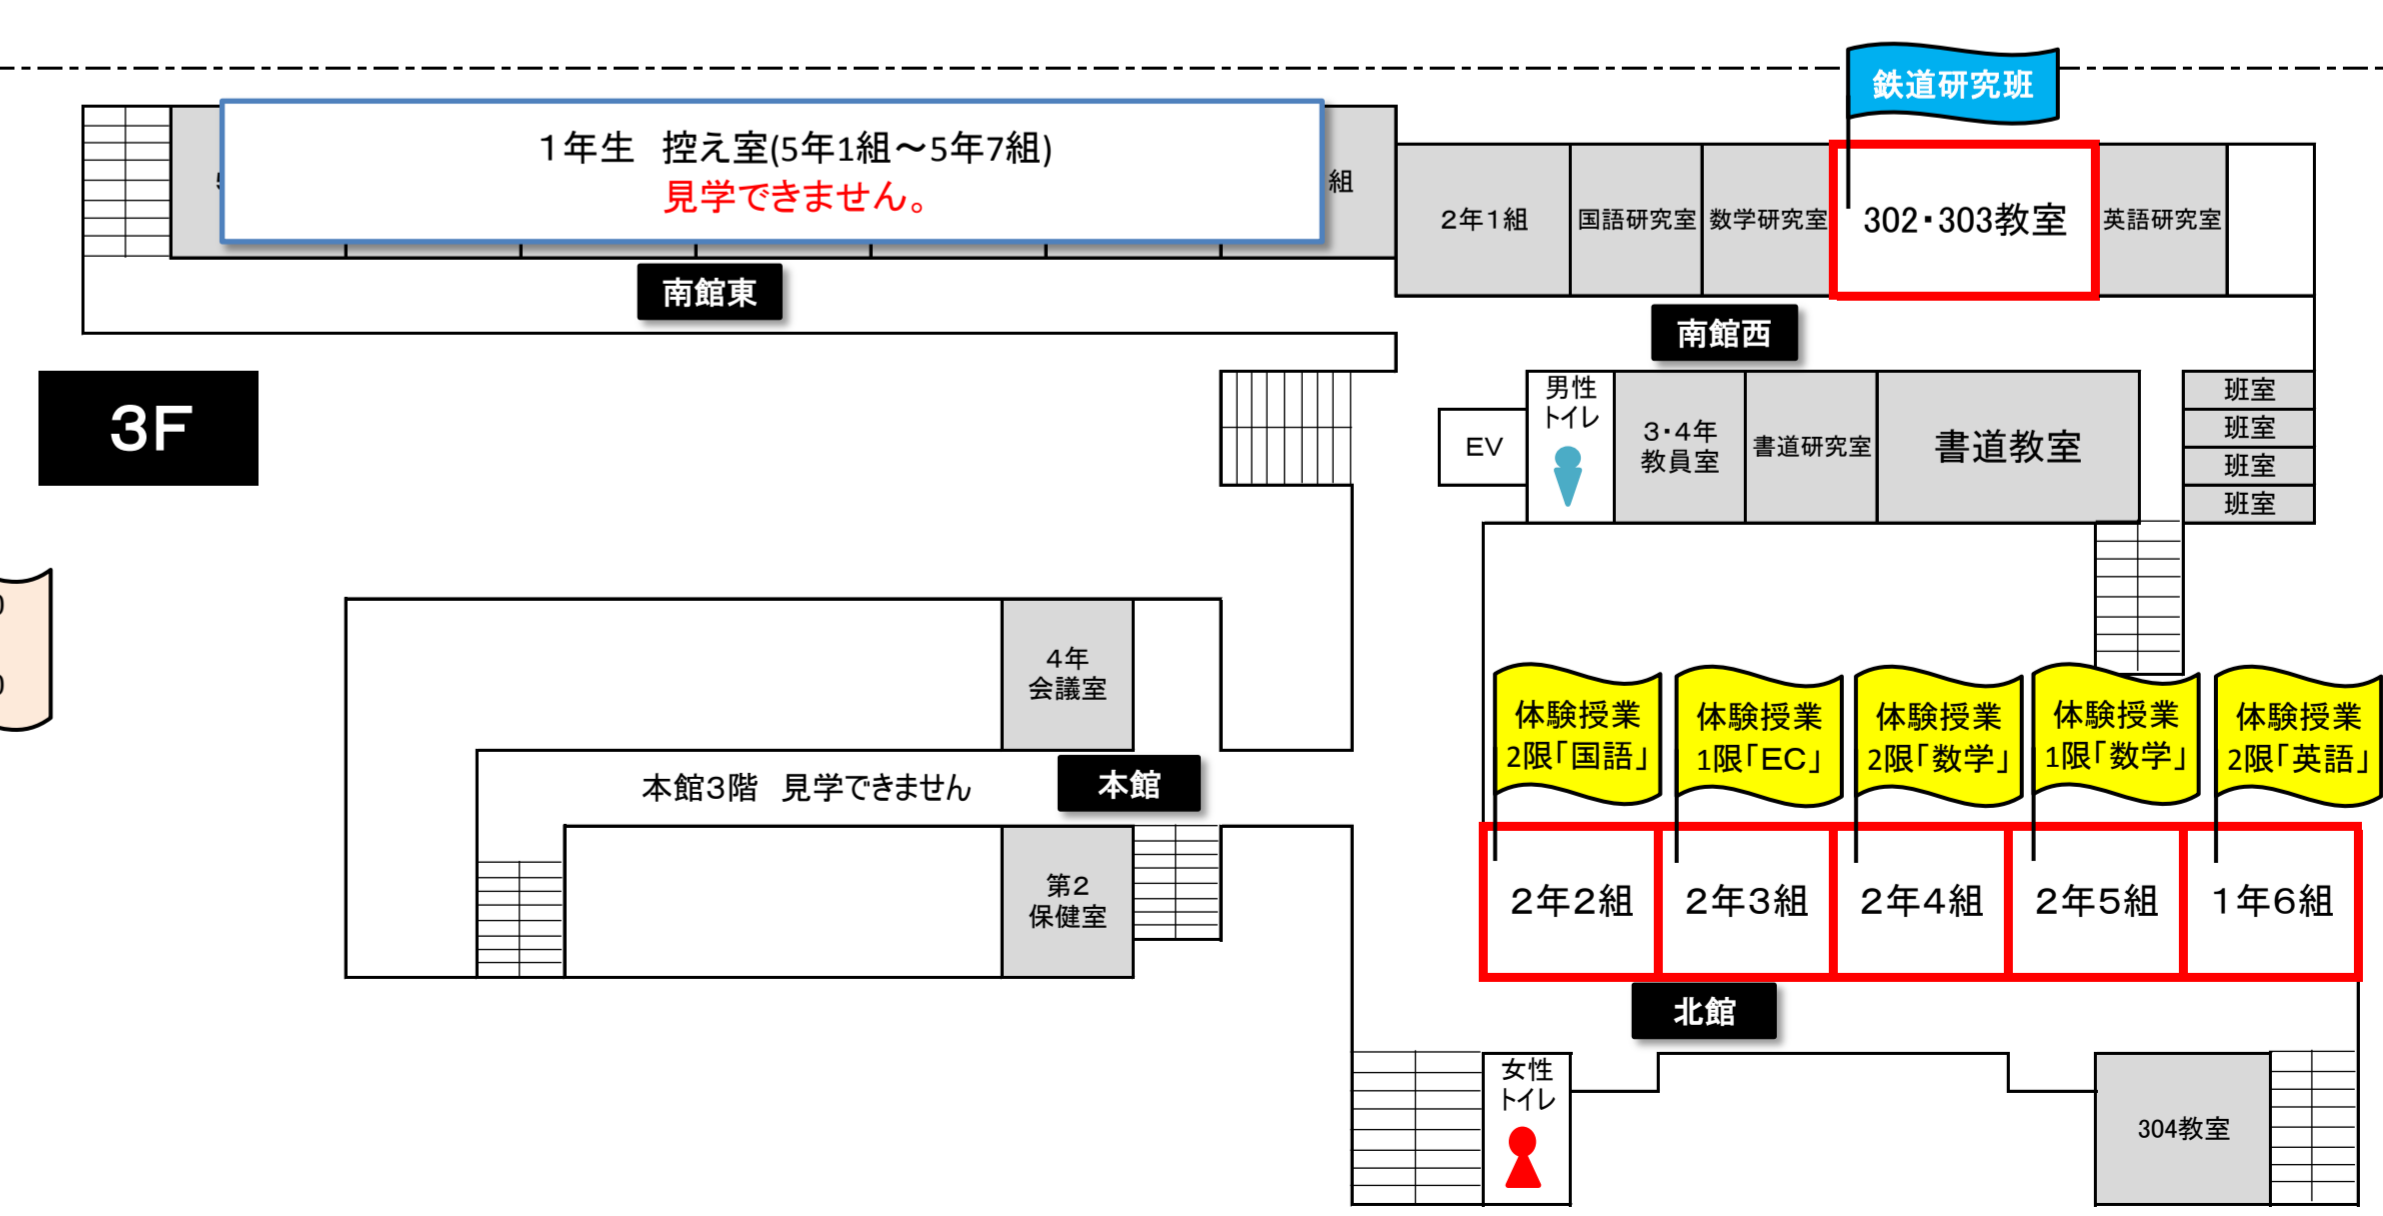 鉄道研究班
1年生　控え室(5年1組～5年7組)
見学できません。
組
2年1組
国語研究室
数学研究室
302・303教室
英語研究室
南館東
南館西
3F
EV
男性
トイレ
3・4年
教員室
書道研究室
書道教室
班室
班室
班室
班室
4年
会議室
本館3階　見学できません
本館
第2
保健室
体験授業
2限「国語」
体験授業
1限「EC」
体験授業
2限「数学」
体験授業
1限「数学」
体験授業
2限「英語」
2年2組
2年3組
2年4組
2年5組
1年6組
北館
女性
トイレ
304教室